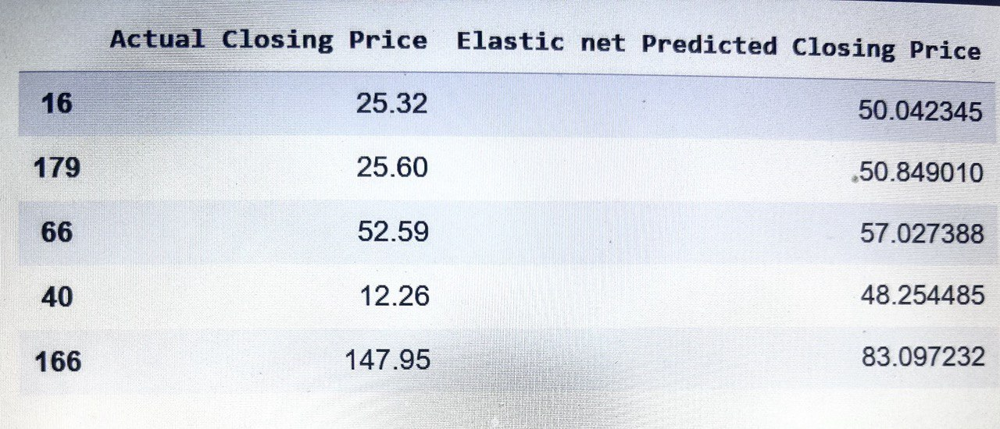 Actual Closing Price Elastic net Predicted Closing Price
16 25.32 50.042345
179 25.60 50.849010
66 52.59 57.027388
40 12.26 48.254485
166 147.95 83.097232